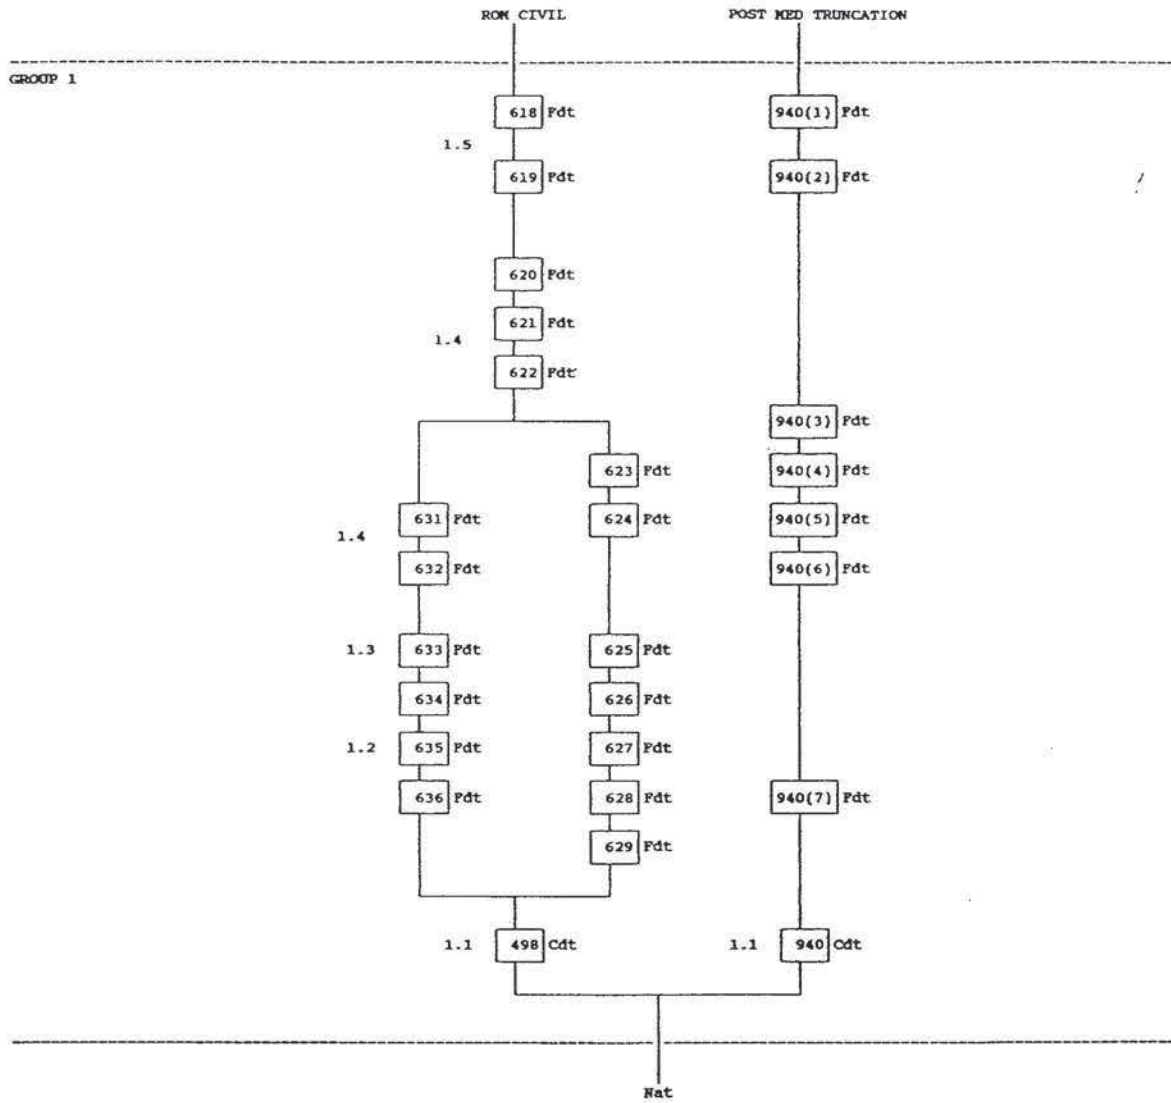 ROM CIVIL POST MED TRUNCATION
GROUP 1
618 Fdt 940(1) Fdt
1.5
619 Fdt 940(2) Fdt
620 Fdt
621 Fdt
1.4
622 Fdt
940(3) Fdt
623 Fdt 940(4) Fdt
631 Fdt 624 Fdt 940(5) Fdt
1.4
632 Fdt 940(6) Fdt
1.3 633 Fdt 625 Fdt
634 Fdt 626 Fdt
1.2 635 Fdt 627 Fdt
636 Fdt 628 Fdt 940(7) Fdt
629 Fdt
1.1 498 Cdt 1.1 940 Cdt
Nat